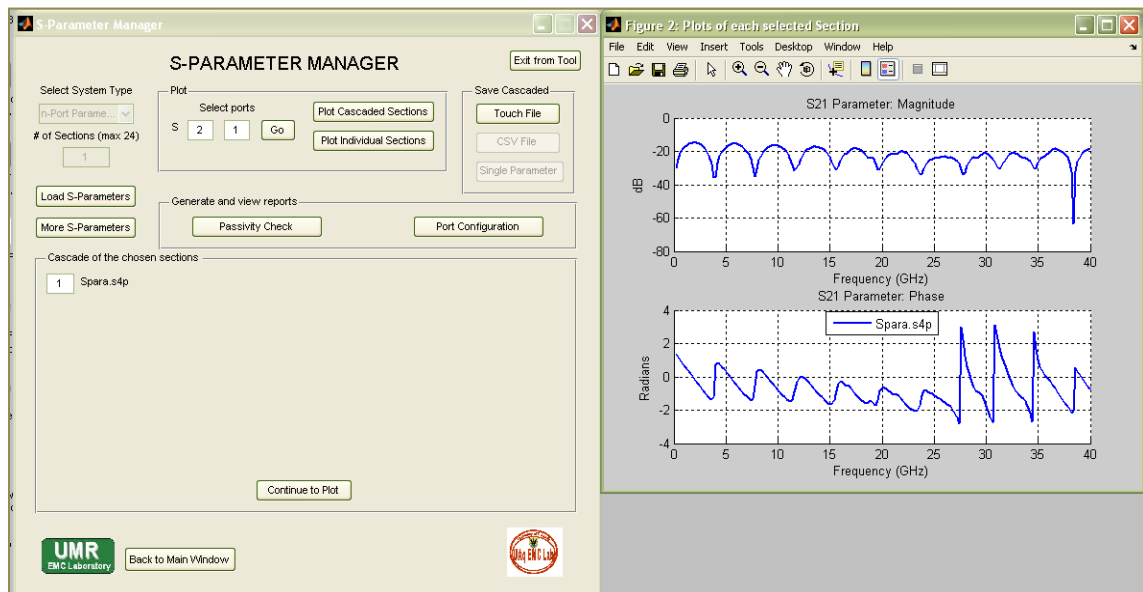 S-Parameter Manager
S-PARAMETER MANAGER
Exit from Tool
Select System Type
n-Port Parame...
# of Sections (max 24)
1
Load S-Parameters
More S-Parameters
Plot
Select ports
S 2 1 Go
Plot Cascaded Sections
Plot Individual Sections
Save Cascaded
Touch File
CSV File
Single Parameter
Generate and view reports
Passivity Check
Port Configuration
Cascade of the chosen sections
1 Spara.s4p
Continue to Plot
UMR
EMC Laboratory
Back to Main Window
UAq EMC Lab
Figure 2: Plots of each selected Section
File Edit View Insert Tools Desktop Window Help
S21 Parameter: Magnitude
0
-20
-40
-60
-80
dB
0 5 10 15 20 25 30 35 40
Frequency (GHz)
S21 Parameter: Phase
Spara.s4p
4
2
0
-2
-4
Radians
0 5 10 15 20 25 30 35 40
Frequency (GHz)